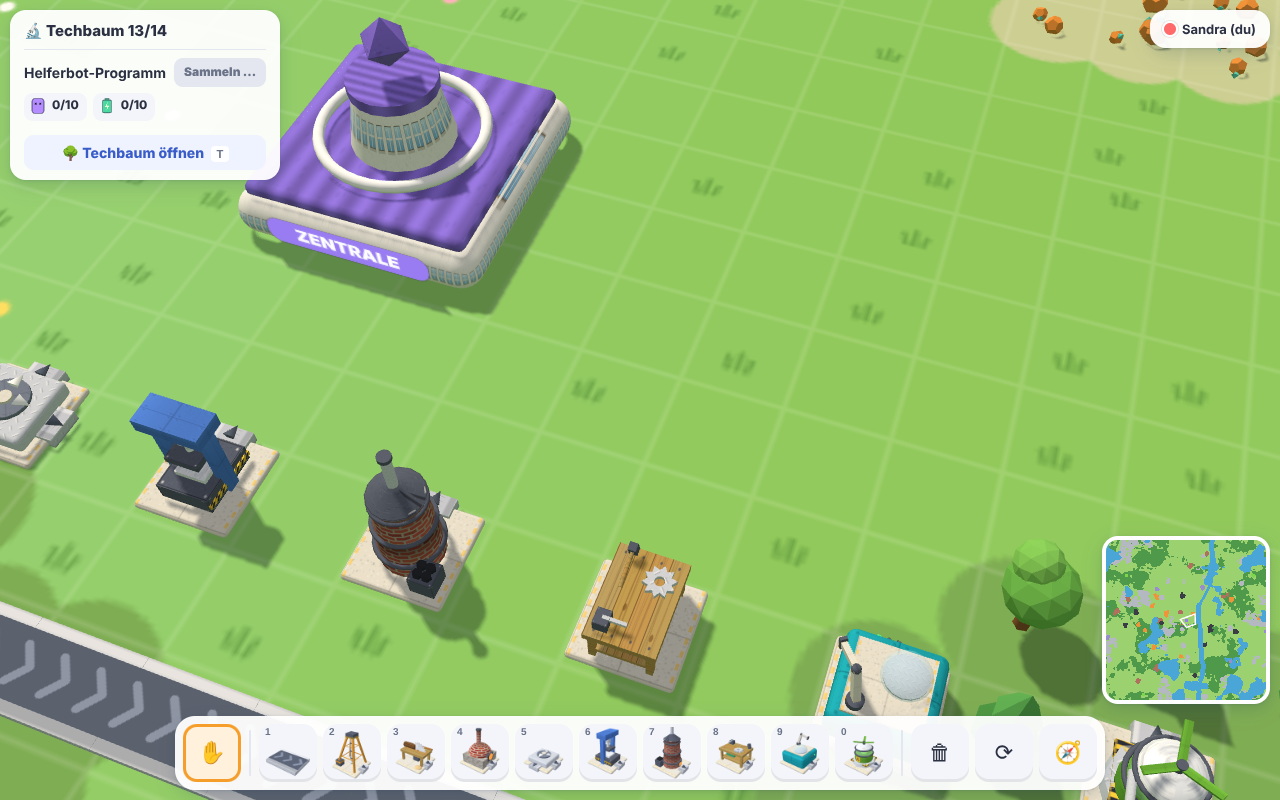 Techbaum 13/14
Sandra (du)
Helferbot-Programm
Sammeln ...
0/10
0/10
Techbaum öffnen T
ZENTRALE
1 2 3 4 5 6 7 8 9 0